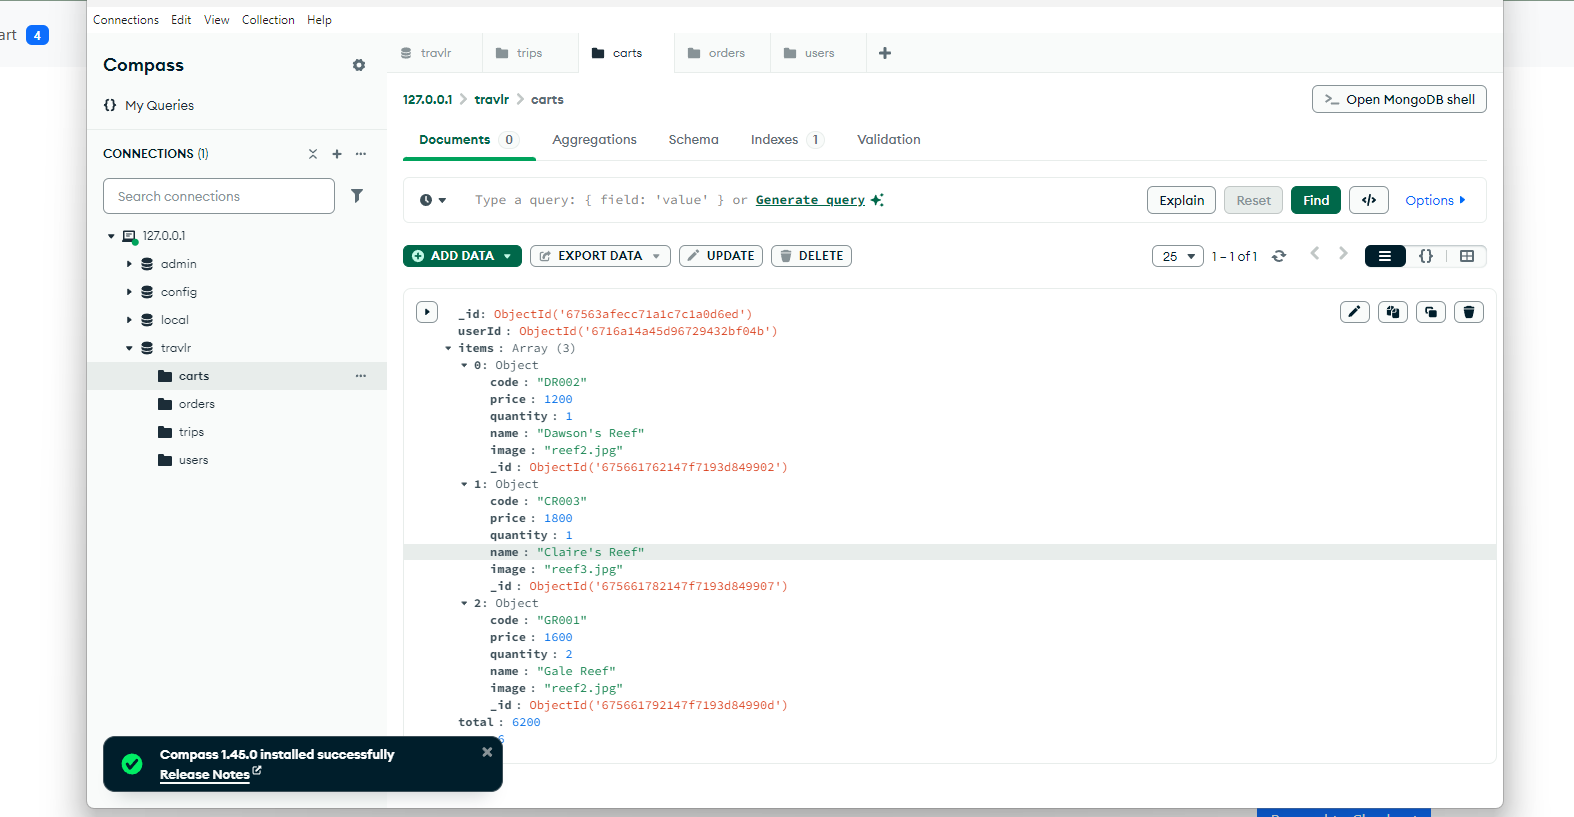 Connections Edit View Collection Help
art 4
Compass
My Queries
CONNECTIONS (1)
Search connections
127.0.0.1
admin
config
local
travlr
carts
orders
trips
users
travlr trips carts orders users
127.0.0.1 > travlr > carts
>_ Open MongoDB shell
Documents 0 Aggregations Schema Indexes 1 Validation
Type a query: { field: 'value' } or Generate query
Explain Reset Find </> Options
ADD DATA EXPORT DATA UPDATE DELETE
25 1 – 1 of 1
{}
_id: ObjectId('67563afecc71a1c7c1a0d6ed')
userId : ObjectId('6716a14a45d96729432bf04b')
items : Array (3)
0: Object
code : "DR002"
price : 1200
quantity : 1
name : "Dawson's Reef"
image : "reef2.jpg"
_id : ObjectId('675661762147f7193d849902')
1: Object
code : "CR003"
price : 1800
quantity : 1
name : "Claire's Reef"
image : "reef3.jpg"
_id : ObjectId('675661782147f7193d849907')
2: Object
code : "GR001"
price : 1600
quantity : 2
name : "Gale Reef"
image : "reef2.jpg"
_id : ObjectId('675661792147f7193d84990d')
total : 6200
6
Compass 1.45.0 installed successfully
Release Notes